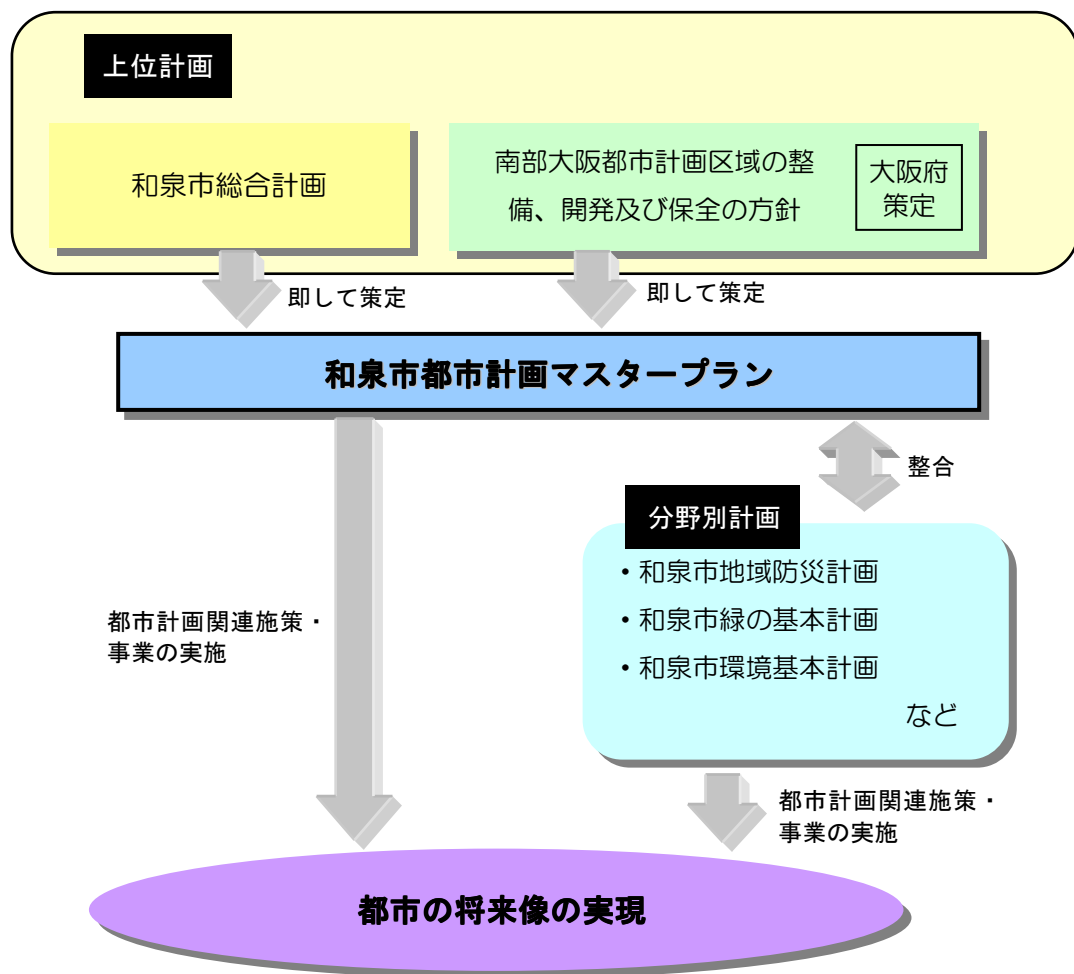 上位計画
和泉市総合計画
南部大阪都市計画区域の整
備、開発及び保全の方針
大阪府
策定
即して策定
即して策定
和泉市都市計画マスタープラン
整合
分野別計画
・和泉市地域防災計画
・和泉市緑の基本計画
・和泉市環境基本計画
など
都市計画関連施策・
事業の実施
都市計画関連施策・
事業の実施
都市の将来像の実現